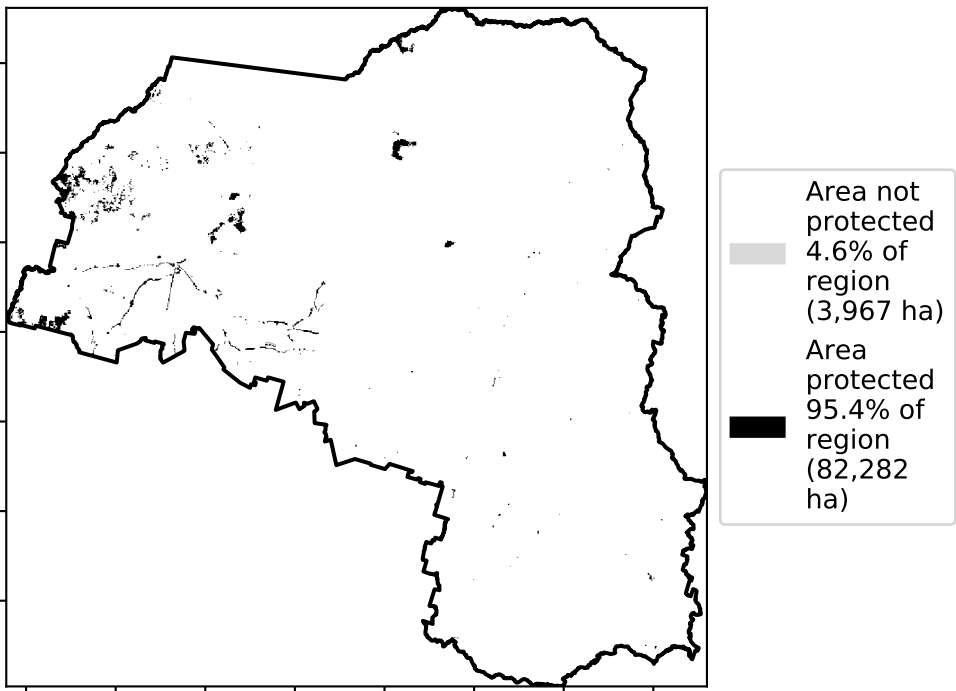 Area not
protected
4.6% of
region
(3,967 ha)
Area
protected
95.4% of
region
(82,282
ha)